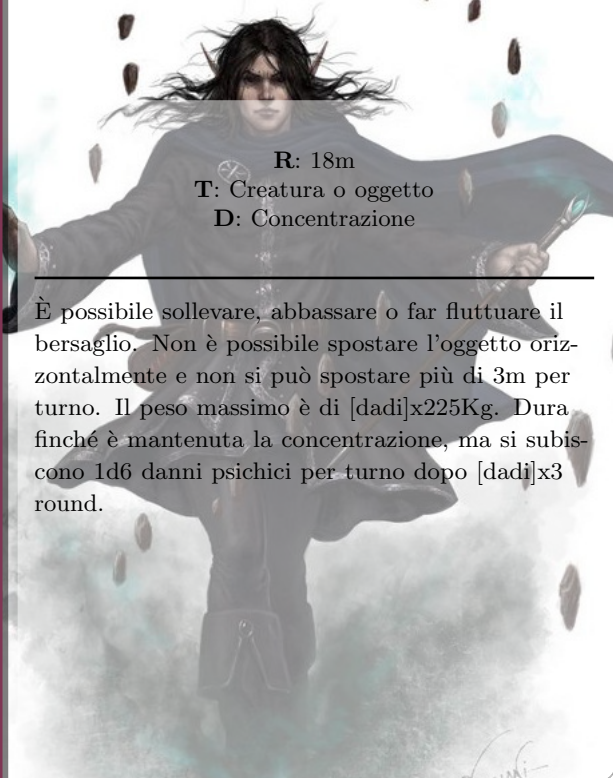 R: 18m
T: Creatura o oggetto
D: Concentrazione
È possibile sollevare, abbassare o far fluttuare il
bersaglio. Non è possibile spostare l'oggetto oriz-
zontalmente e non si può spostare più di 3m per
turno. Il peso massimo è di [dadi]x225Kg. Dura
finché è mantenuta la concentrazione, ma si subis-
cono 1d6 danni psichici per turno dopo [dadi]x3
round.